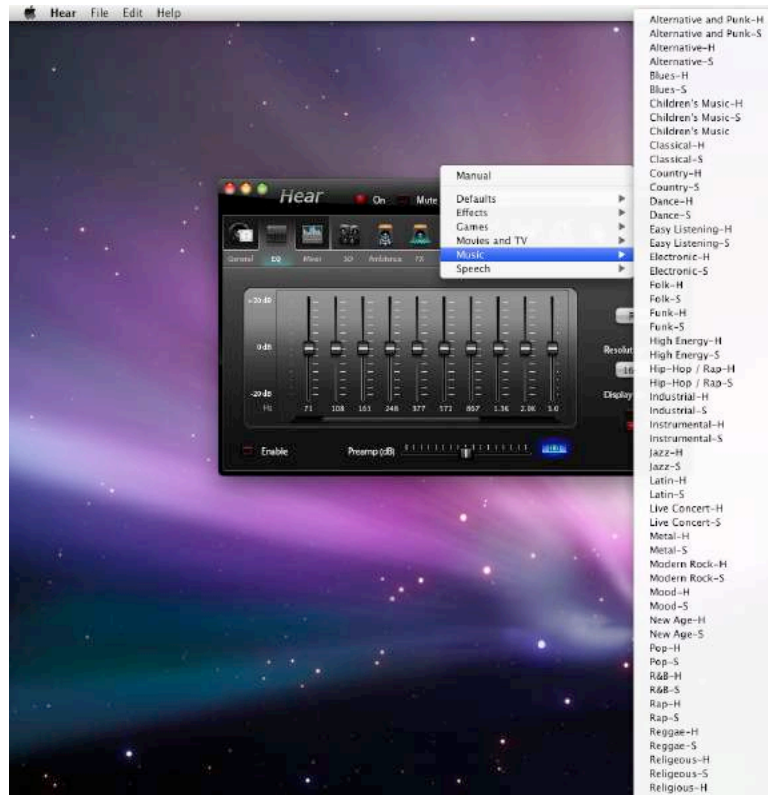 Hear File Edit Help
Hear
On
Mute
General
EQ
Mixer
3D
Ambience
FX
+20 dB
0 dB
-20 dB
Hz
71 108 163 248 377 572 867 1.3K 2.0K 3.0
Enable
Preamp (dB)
0.0
Resolut
16
Display
Manual
Defaults
Effects
Games
Movies and TV
Music
Speech
Alternative and Punk-H
Alternative and Punk-S
Alternative-H
Alternative-S
Blues-H
Blues-S
Children's Music-H
Children's Music-S
Children's Music
Classical-H
Classical-S
Country-H
Country-S
Dance-H
Dance-S
Easy Listening-H
Easy Listening-S
Electronic-H
Electronic-S
Folk-H
Folk-S
Funk-H
Funk-S
High Energy-H
High Energy-S
Hip-Hop / Rap-H
Hip-Hop / Rap-S
Industrial-H
Industrial-S
Instrumental-H
Instrumental-S
Jazz-H
Jazz-S
Latin-H
Latin-S
Live Concert-H
Live Concert-S
Metal-H
Metal-S
Modern Rock-H
Modern Rock-S
Mood-H
Mood-S
New Age-H
New Age-S
Pop-H
Pop-S
R&B-H
R&B-S
Rap-H
Rap-S
Reggae-H
Reggae-S
Religeous-H
Religeous-S
Religious-H